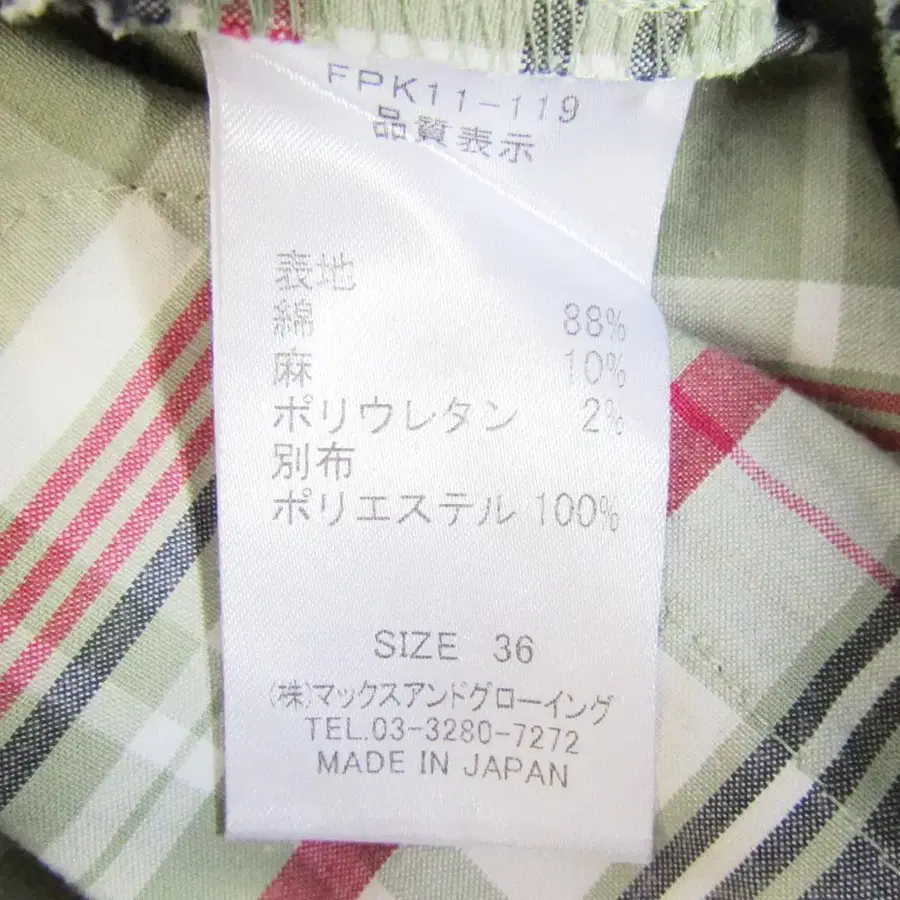 FPK11-119
品質表示
表地
綿 88%
麻 10%
ポリウレタン 2%
別布
ポリエステル 100%
SIZE 36
(株)マックスアンドグローイング
TEL.03-3280-7272
MADE IN JAPAN